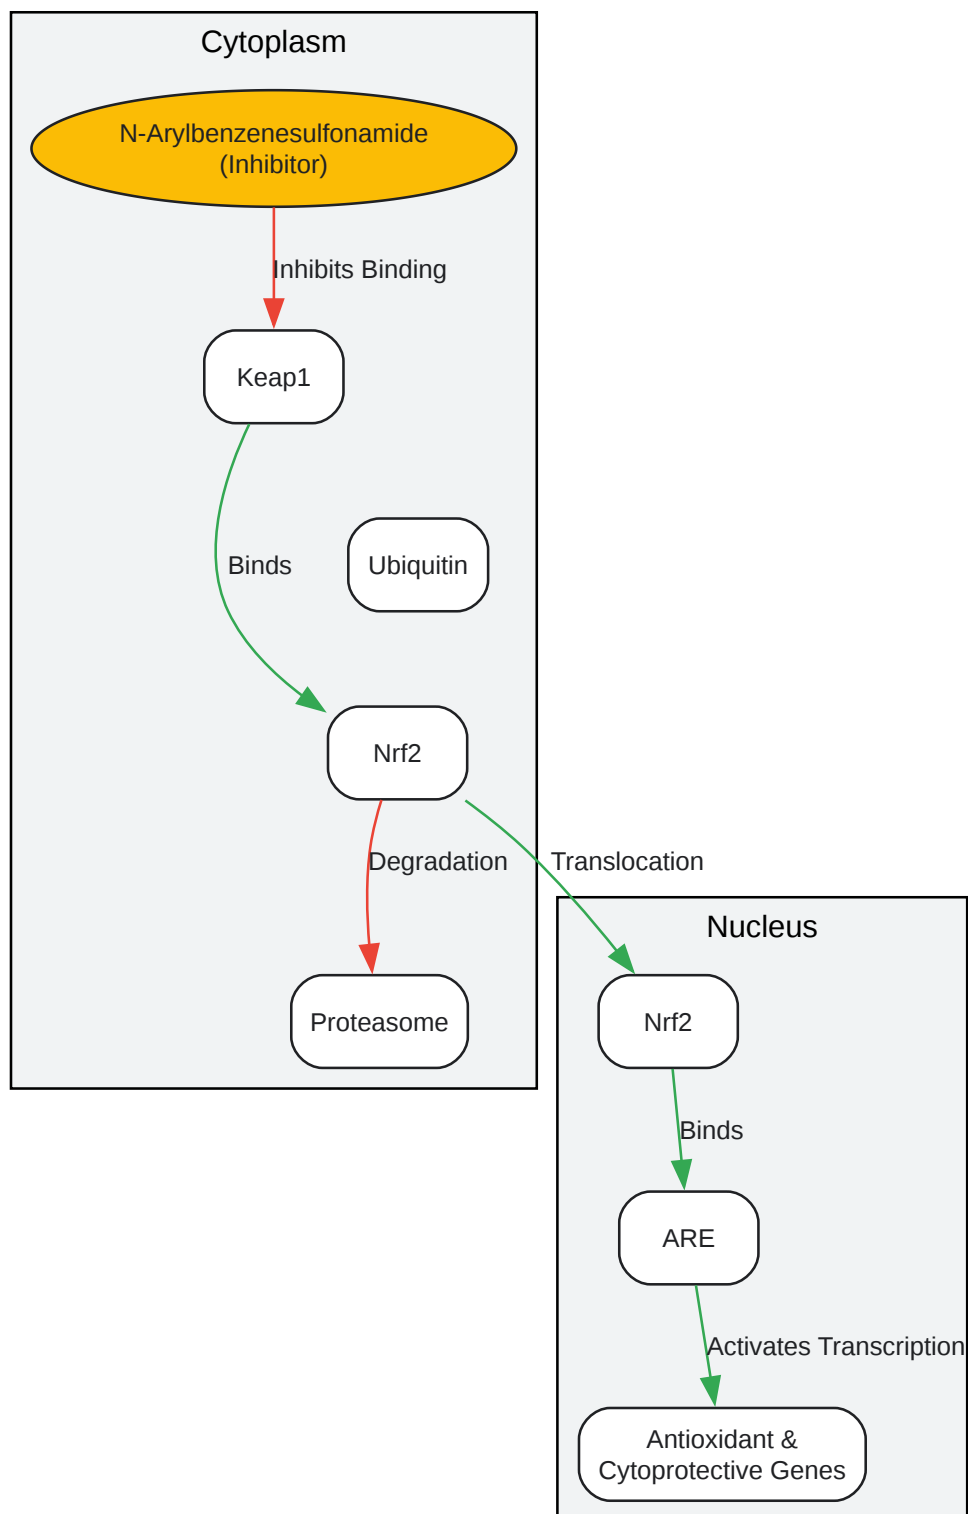 Cytoplasm
N-Arylbenzenesulfonamide
(Inhibitor)
Inhibits Binding
Keap1
Binds
Ubiquitin
Nrf2
Degradation
Translocation
Proteasome
Nucleus
Nrf2
Binds
ARE
Activates Transcription
Antioxidant &
Cytoprotective Genes